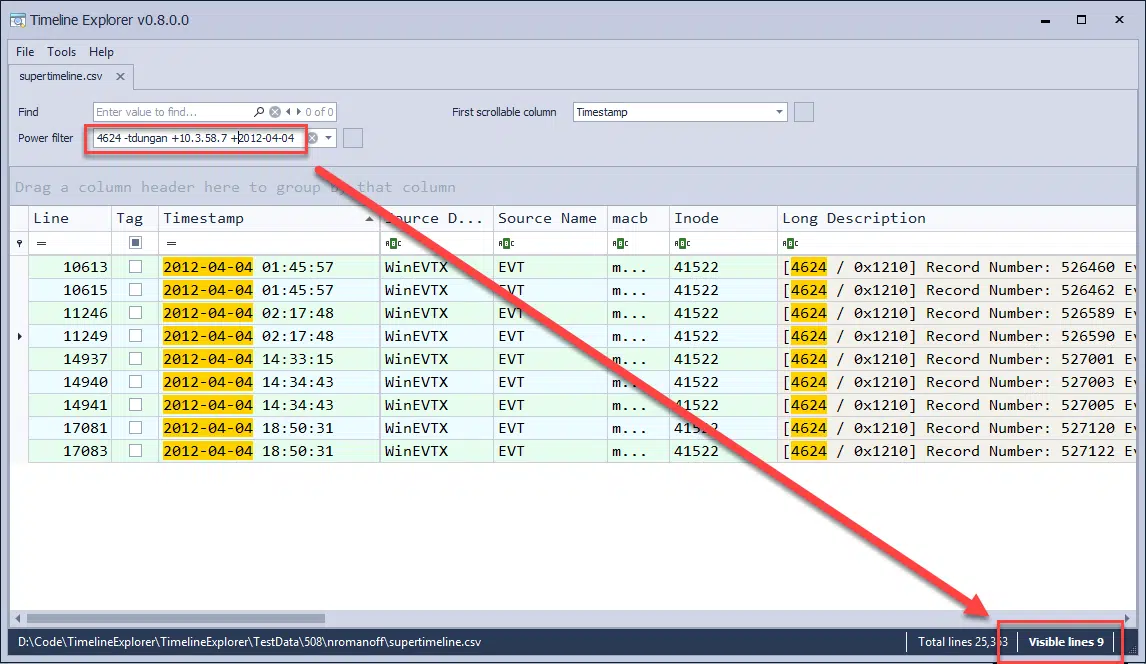 Timeline Explorer v0.8.0.0
File Tools Help
supertimeline.csv
Find Enter value to find... 0 of 0 First scrollable column Timestamp
Power filter 4624 -tdungan +10.3.58.7 +2012-04-04
Drag a column header here to group by that column
Line Tag Timestamp Source D... Source Name macb Inode Long Description
= = ABC ABC ABC ABC ABC
10613 2012-04-04 01:45:57 WinEVTX EVT m... 41522 [4624 / 0x1210] Record Number: 526460 Ev
10615 2012-04-04 01:45:57 WinEVTX EVT m... 41522 [4624 / 0x1210] Record Number: 526462 Ev
11246 2012-04-04 02:17:48 WinEVTX EVT m... 41522 [4624 / 0x1210] Record Number: 526589 Ev
11249 2012-04-04 02:17:48 WinEVTX EVT m... 41522 [4624 / 0x1210] Record Number: 526590 Ev
14937 2012-04-04 14:33:15 WinEVTX EVT m... 41522 [4624 / 0x1210] Record Number: 527001 Ev
14940 2012-04-04 14:34:43 WinEVTX EVT m... 41522 [4624 / 0x1210] Record Number: 527003 Ev
14941 2012-04-04 14:34:43 WinEVTX EVT m... 41522 [4624 / 0x1210] Record Number: 527005 Ev
17081 2012-04-04 18:50:31 WinEVTX EVT m... 41522 [4624 / 0x1210] Record Number: 527120 Ev
17083 2012-04-04 18:50:31 WinEVTX EVT m... 41522 [4624 / 0x1210] Record Number: 527122 Ev
D:\Code\TimelineExplorer\TimelineExplorer\TestData\508\nromanoff\supertimeline.csv Total lines Visible lines 9